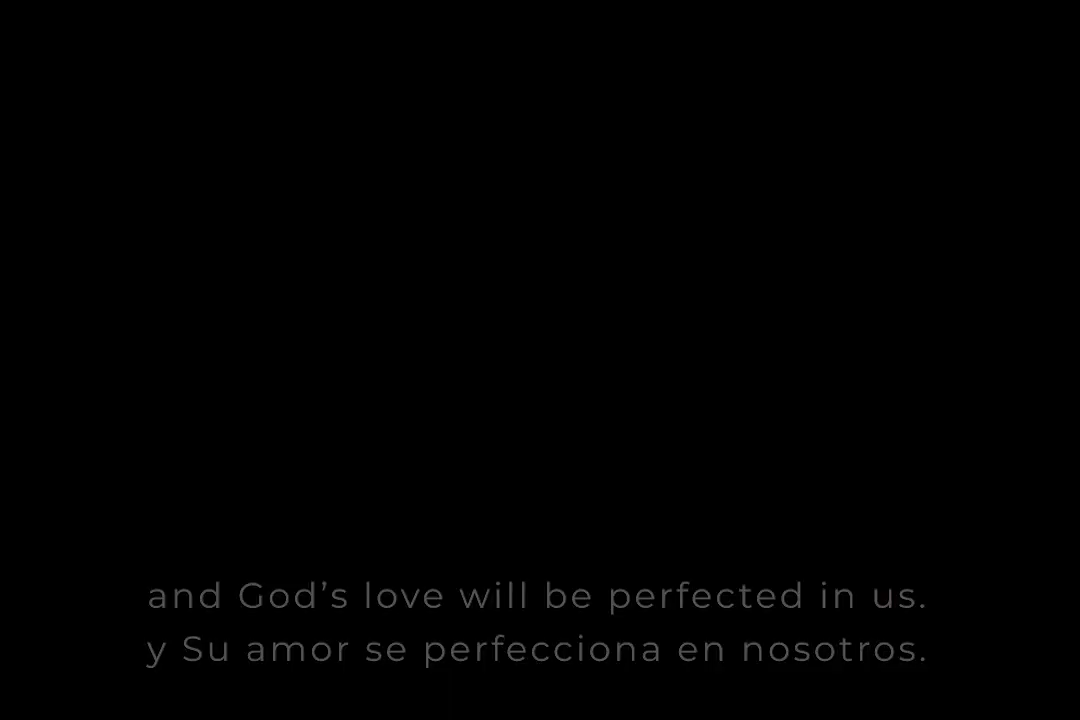 and God’s love will be perfected in us.
y Su amor se perfecciona en nosotros.